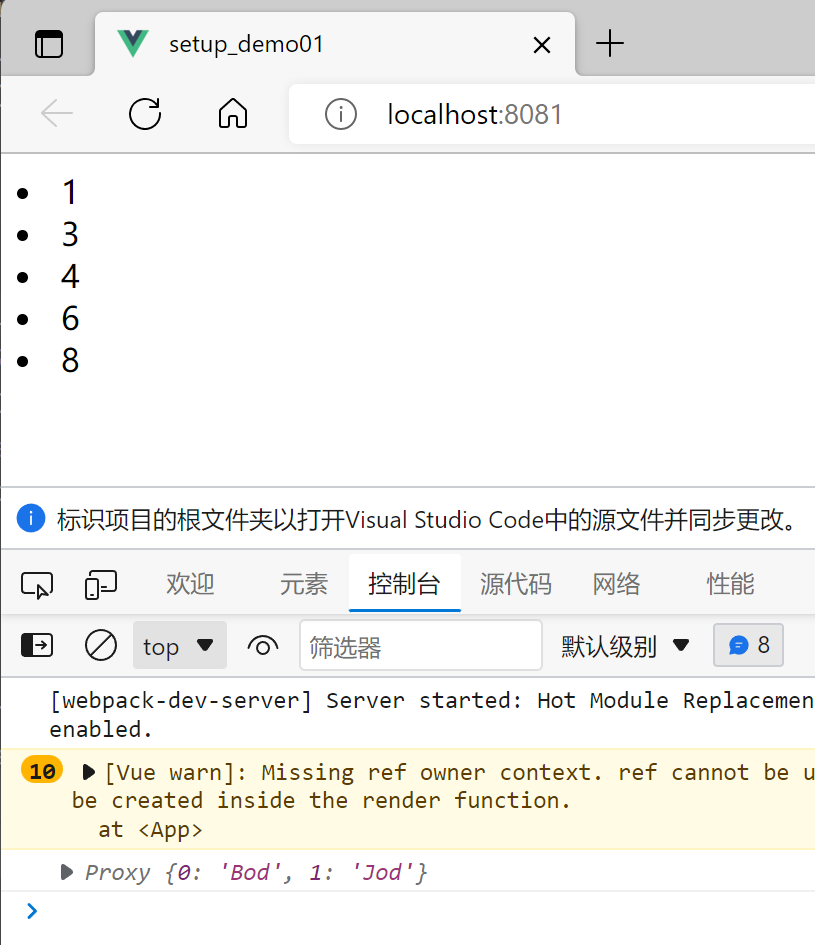 setup_demo01
localhost:8081
1
3
4
6
8
标识项目的根文件夹以打开Visual Studio Code中的源文件并同步更改。
欢迎 元素 控制台 源代码 网络 性能
top 筛选器 默认级别 8
[webpack-dev-server] Server started: Hot Module Replacemen
enabled.
10 [Vue warn]: Missing ref owner context. ref cannot be u
be created inside the render function.
at <App>
Proxy {0: 'Bod', 1: 'Jod'}